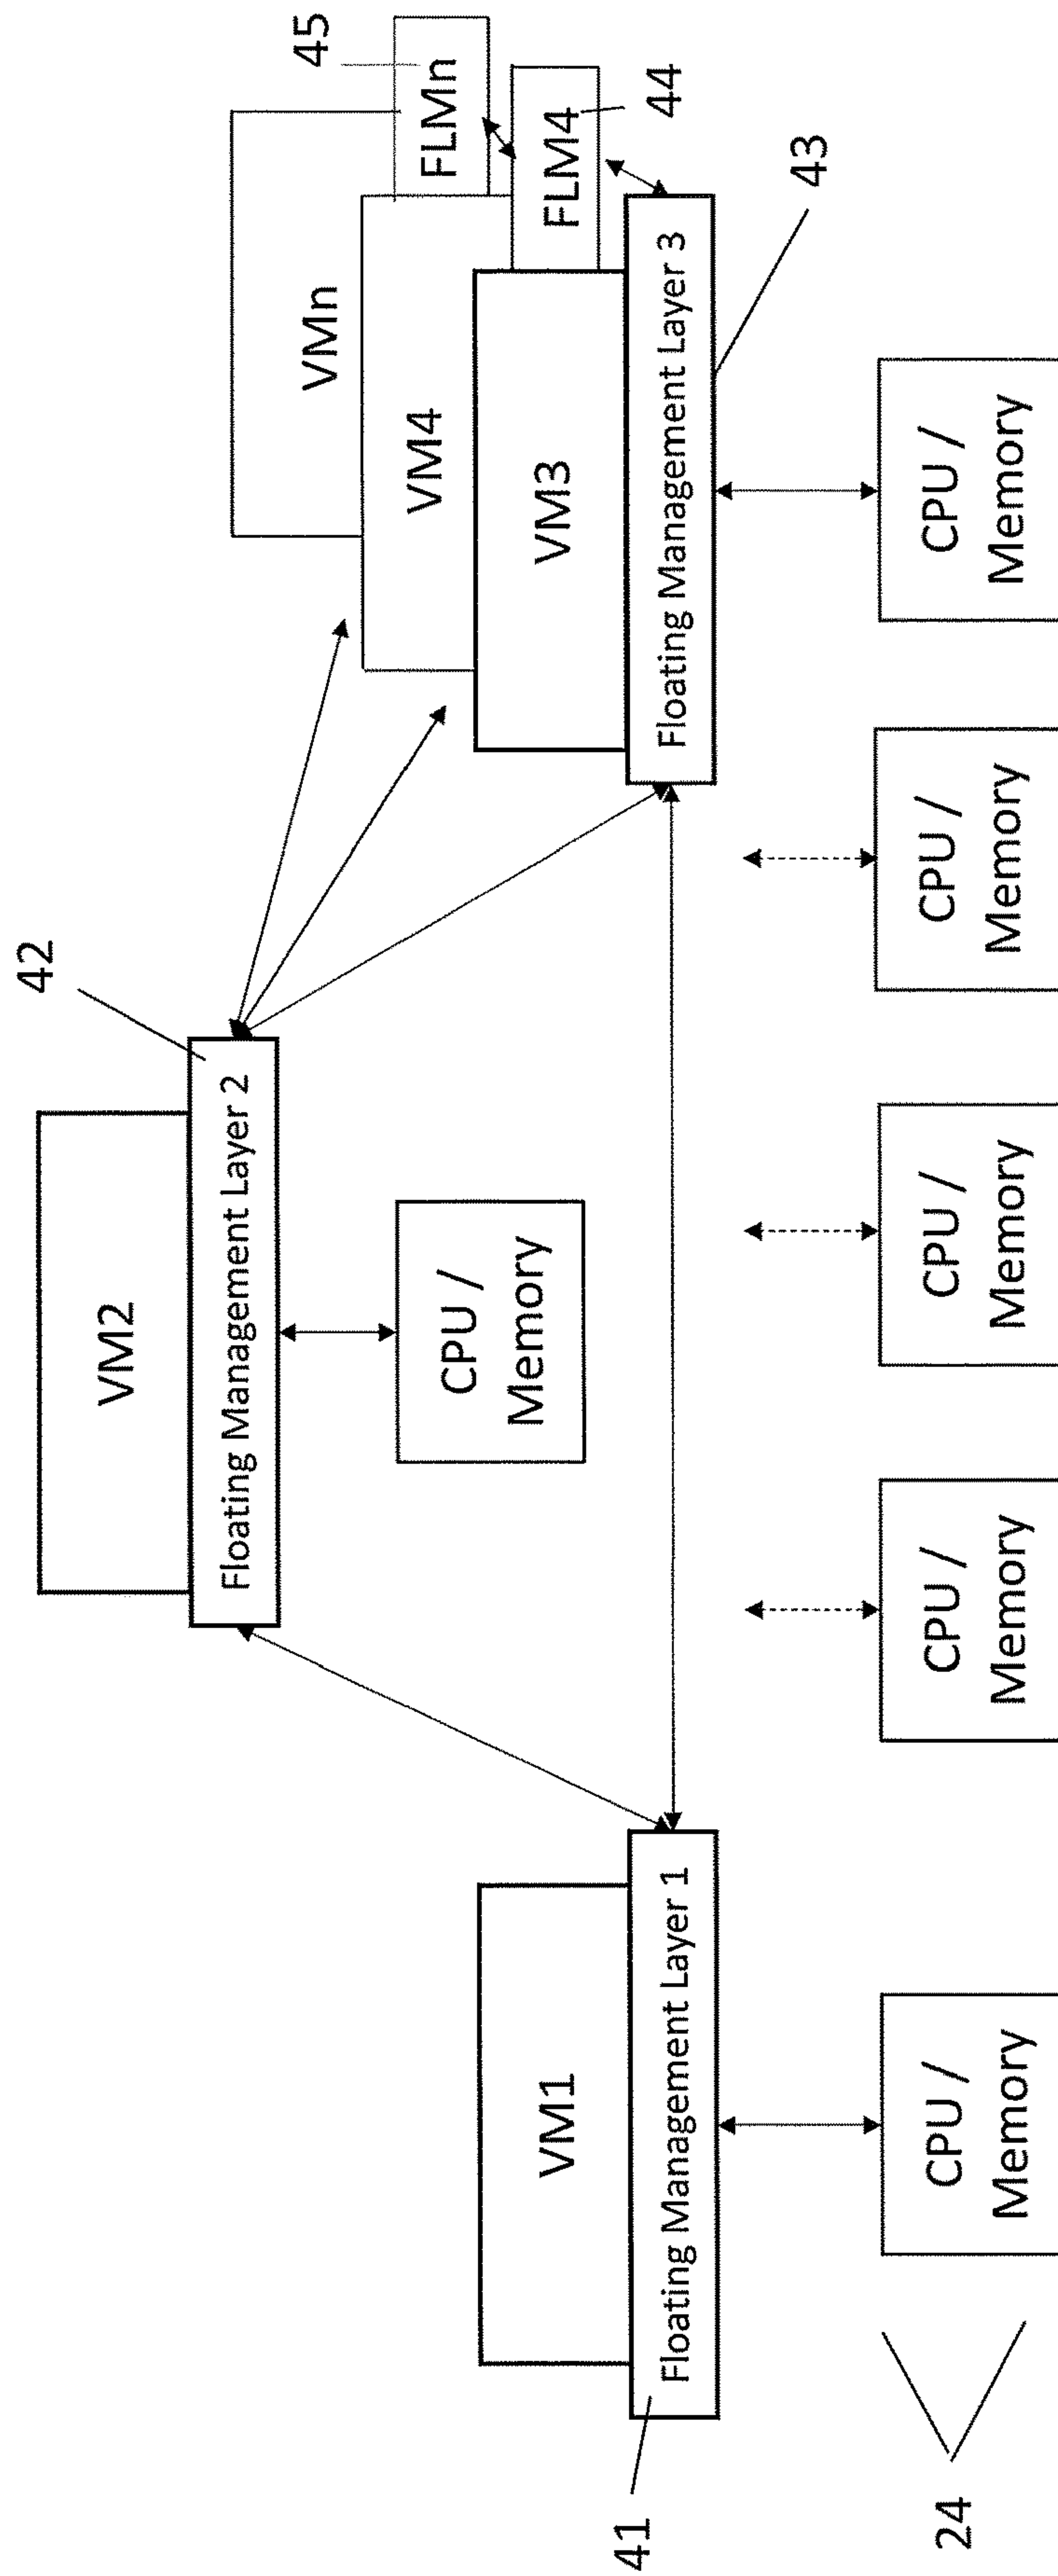 VM2
42
Floating Management Layer 2
CPU /
Memory
VMn
45
FLMn
VM4
FLM4
44
VM1
VM3
41
Floating Management Layer 1
Floating Management Layer 3
43
24
CPU /
Memory
CPU /
Memory
CPU /
Memory
CPU /
Memory
CPU /
Memory